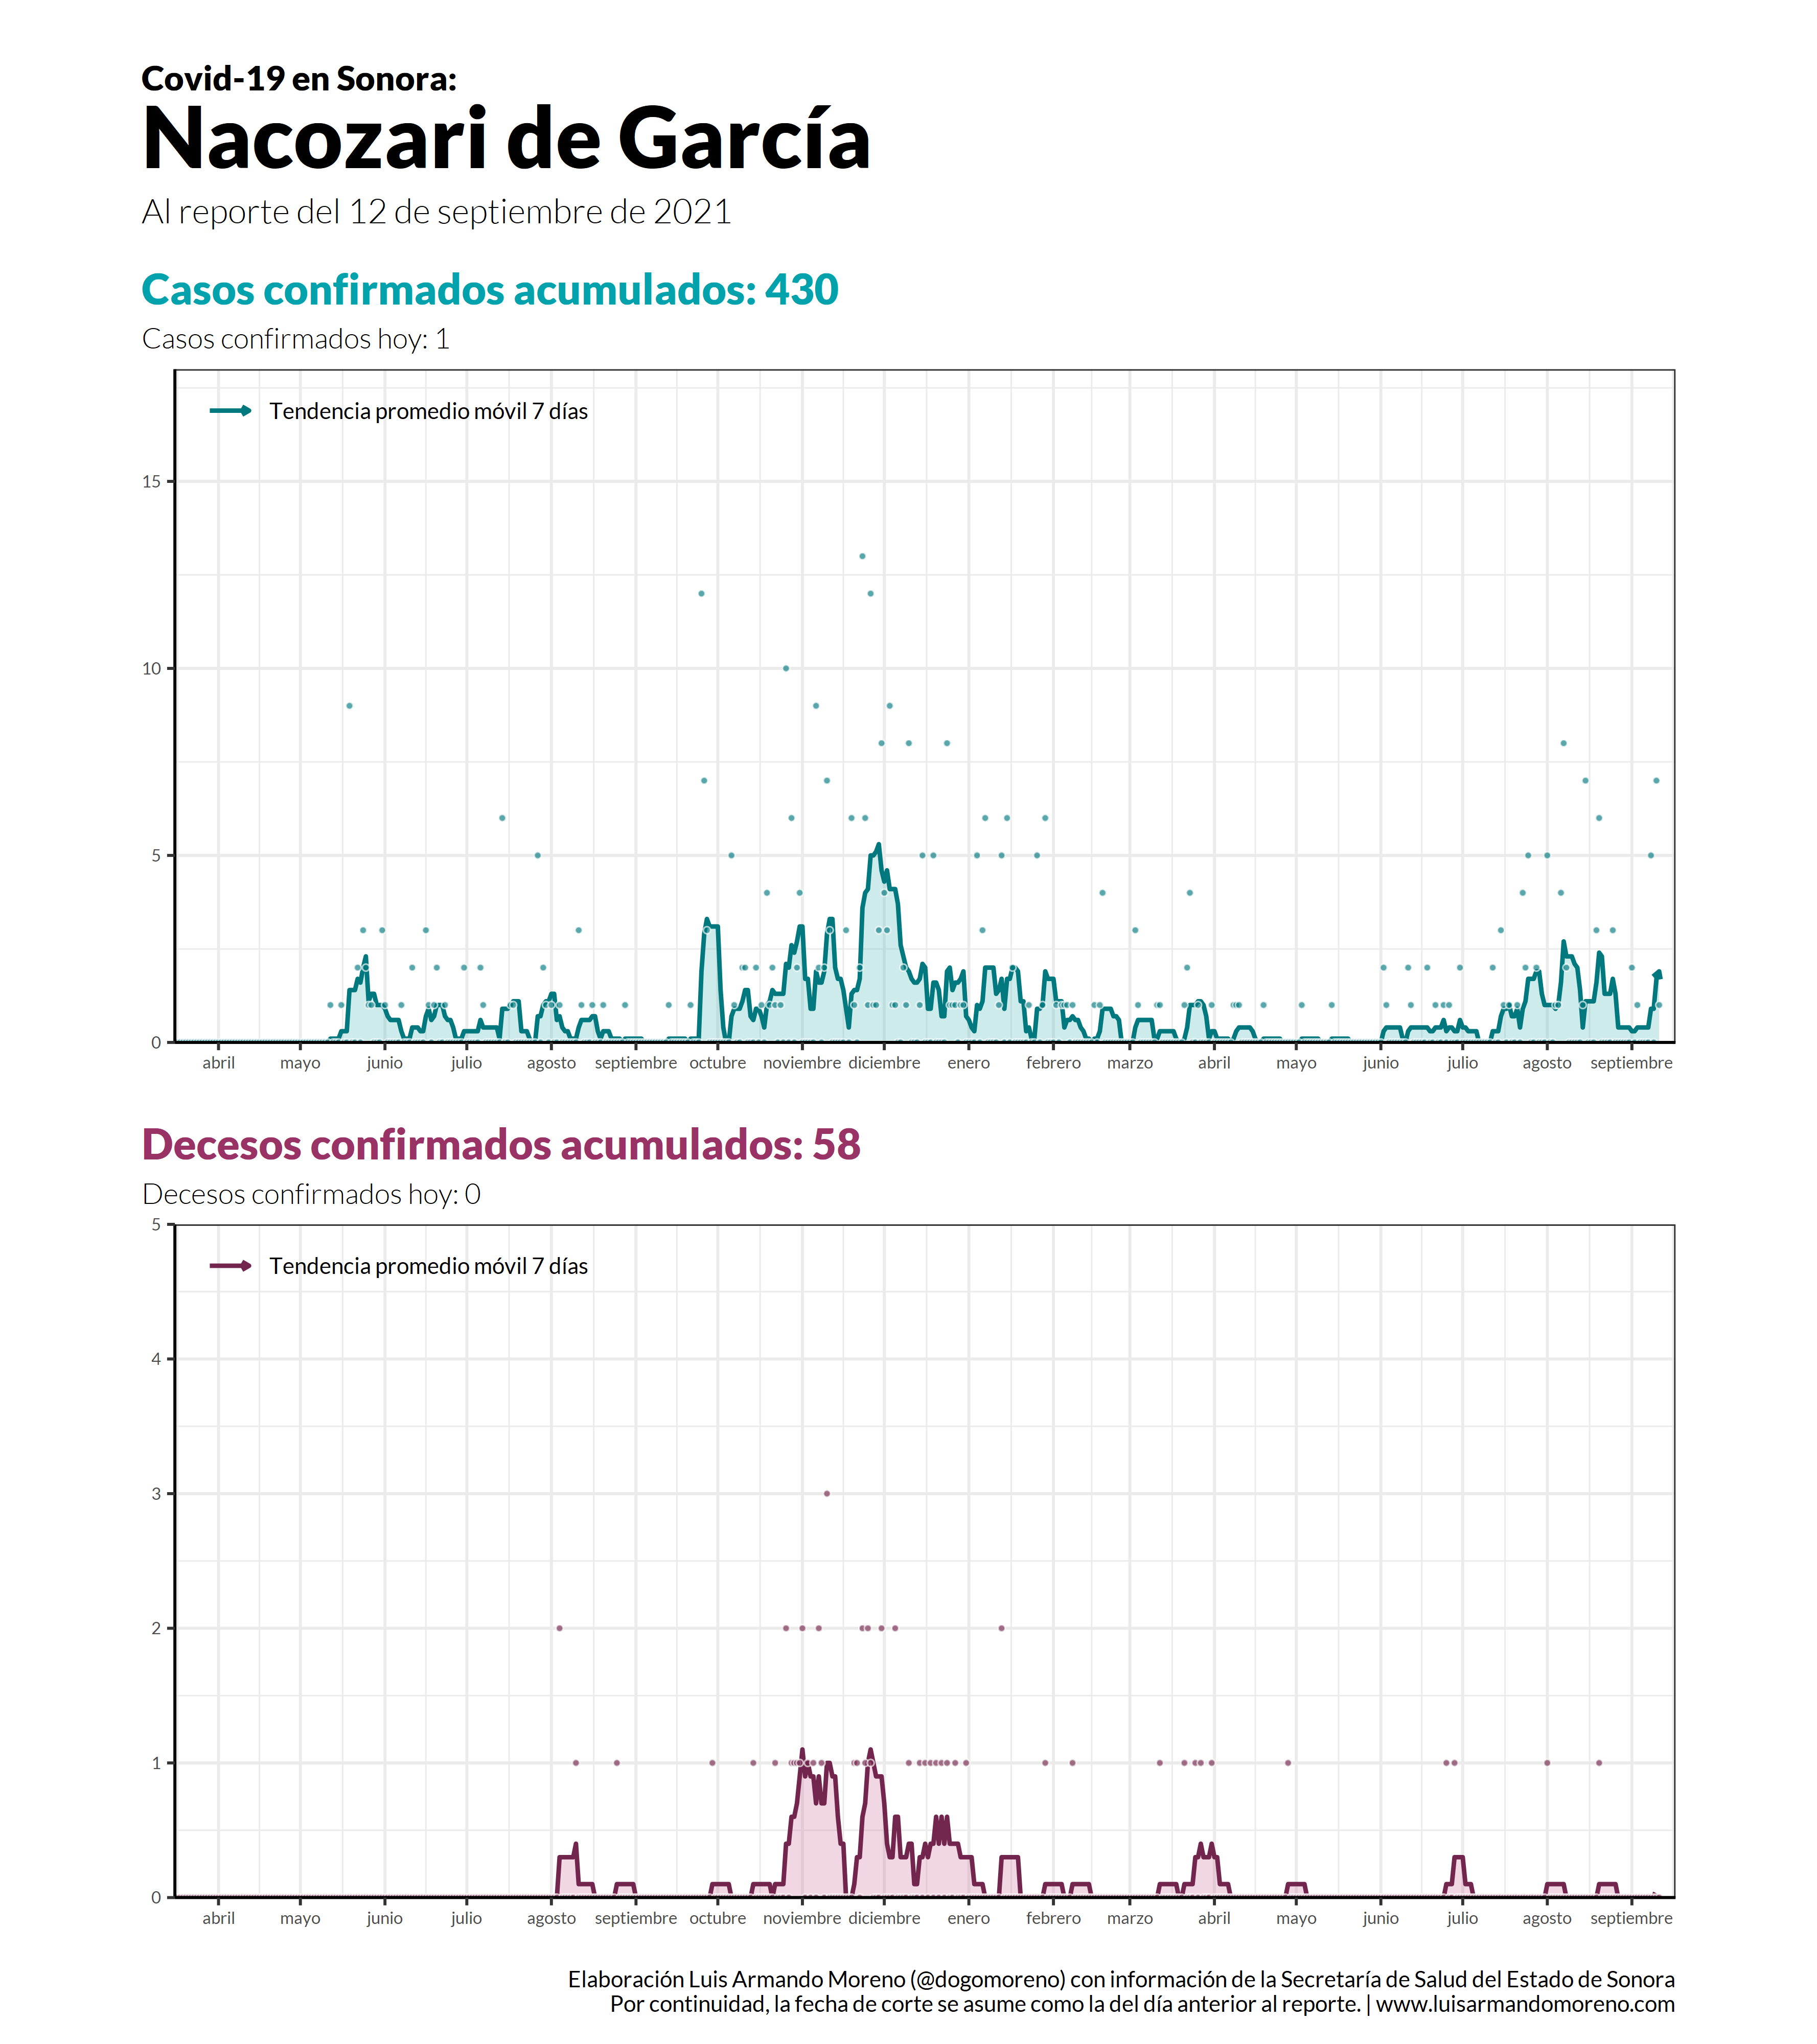 Covid-19 en Sonora:
Nacozari de García
Al reporte del 12 de septiembre de 2021
Casos confirmados acumulados: 430
Casos confirmados hoy: 1
Tendencia promedio móvil 7 días
15
10
5
0
abril mayo junio julio agosto septiembre octubre noviembre diciembre enero febrero marzo abril mayo junio julio agosto septiembre
Decesos confirmados acumulados: 58
Decesos confirmados hoy: 0
5
Tendencia promedio móvil 7 días
4
3
2
1
0
abril mayo junio julio agosto septiembre octubre noviembre diciembre enero febrero marzo abril mayo junio julio agosto septiembre
Elaboración Luis Armando Moreno (@dogomoreno) con información de la Secretaría de Salud del Estado de Sonora
Por continuidad, la fecha de corte se asume como la del día anterior al reporte. | www.luisarmandomoreno.com